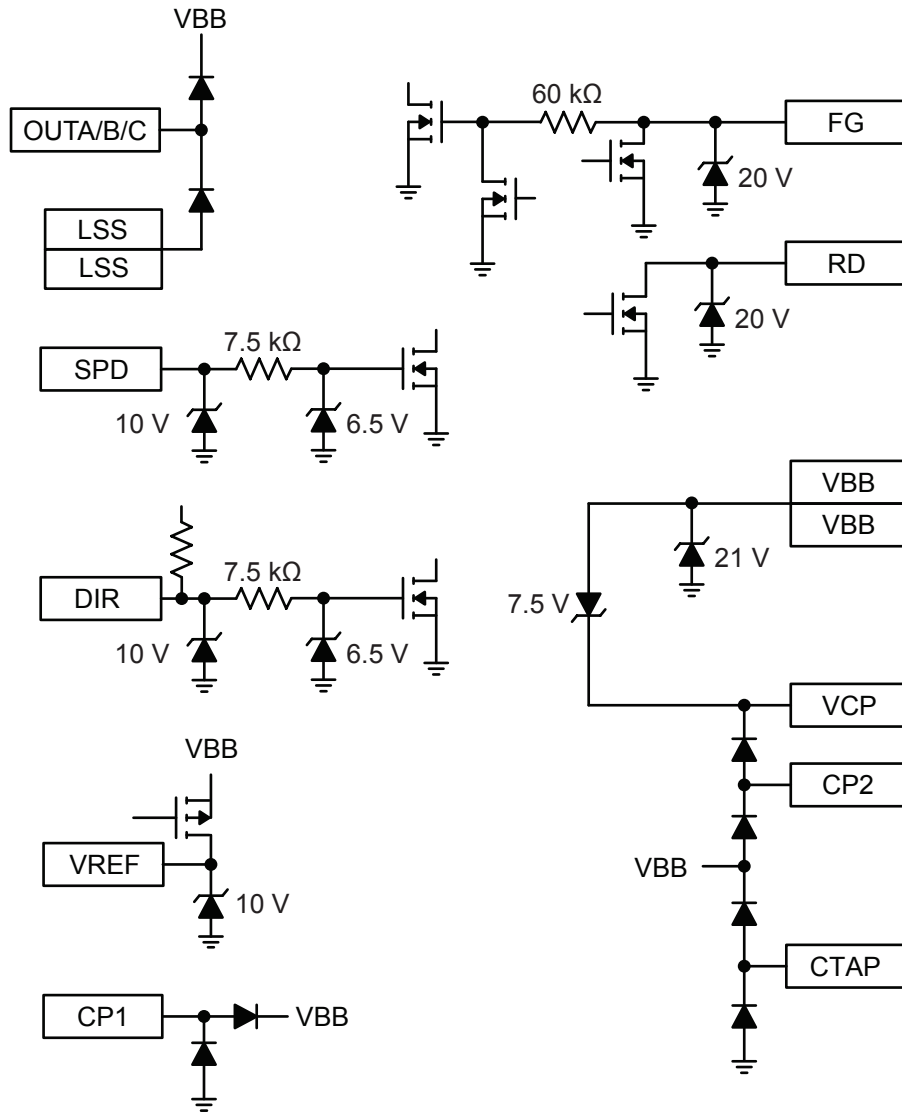 VBB
OUTA/B/C
LSS
LSS
60 kΩ
FG
20 V
RD
20 V
SPD
7.5 kΩ
10 V
6.5 V
DIR
7.5 kΩ
10 V
6.5 V
VBB
VBB
21 V
7.5 V
VCP
CP2
VBB
CTAP
VBB
VREF
10 V
CP1
VBB